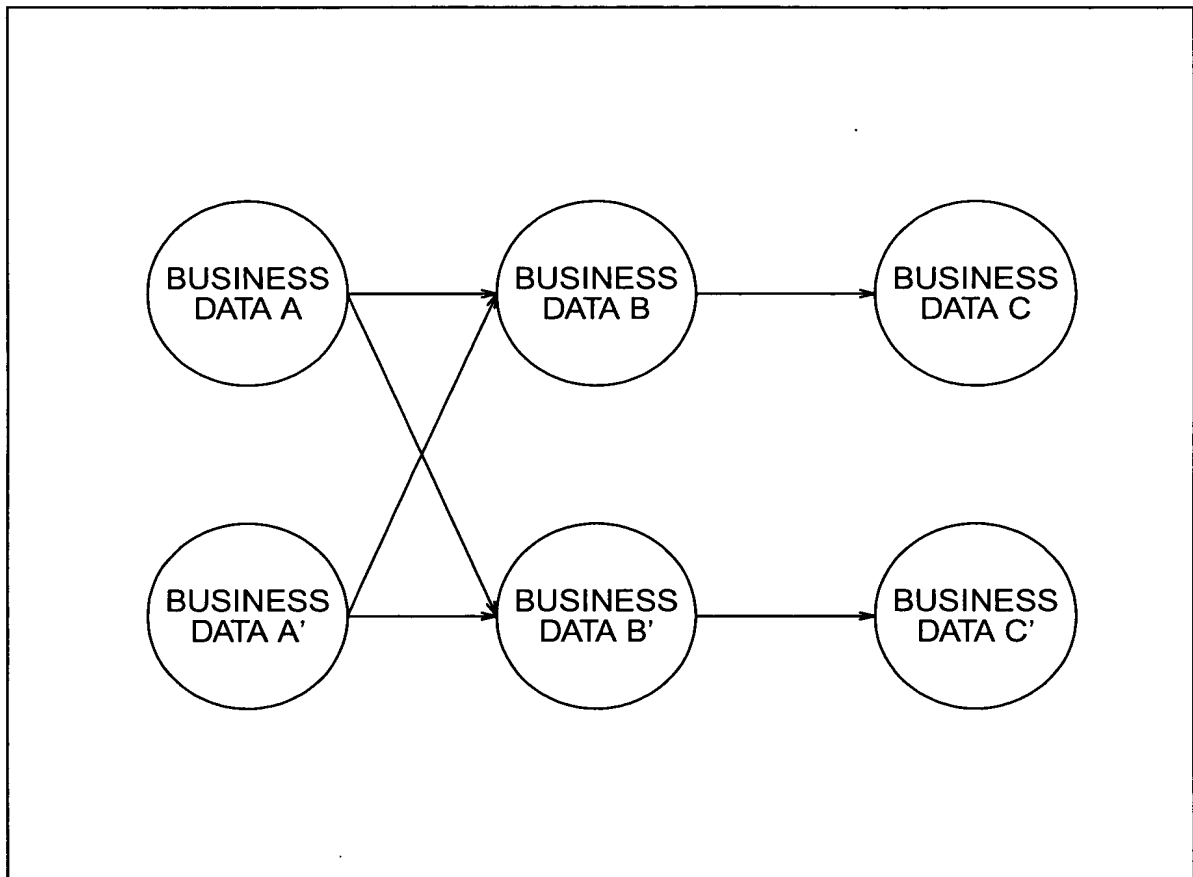 BUSINESS
DATA A
BUSINESS
DATA B
BUSINESS
DATA C
BUSINESS
DATA A'
BUSINESS
DATA B'
BUSINESS
DATA C'